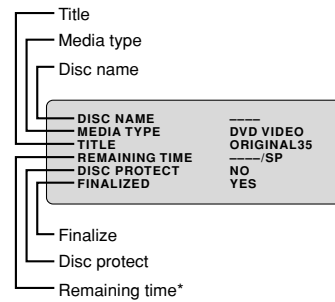 Title
Media type
Disc name
DISC NAME ––––
MEDIA TYPE DVD VIDEO
TITLE ORIGINAL35
REMAINING TIME ––––/SP
DISC PROTECT NO
FINALIZED YES
Finalize
Disc protect
Remaining time*